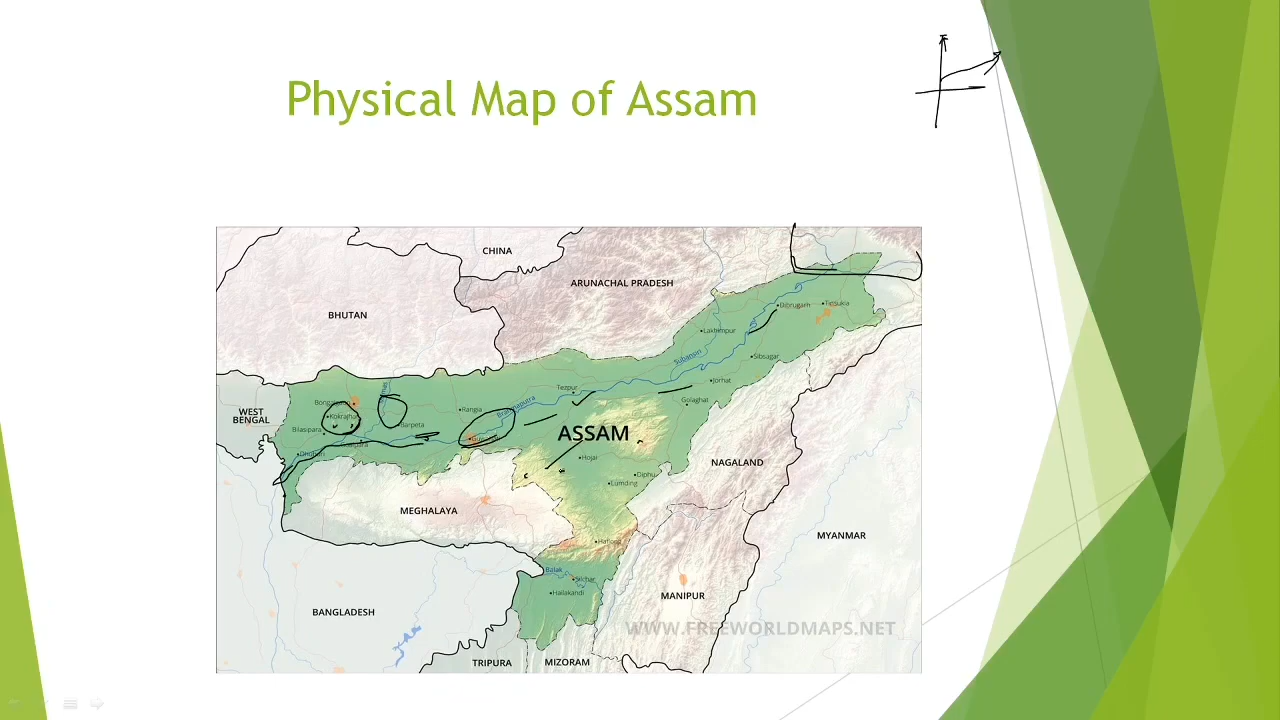 Physical Map of Assam
CHINA
ARUNACHAL PRADESH
BHUTAN
Dibrugarh
Tinsukia
Lakhimpur
Subansiri
Sibsagar
Jorhat
Tezpur
Golaghat
WEST
BENGAL
Bongaigaon
Kokrajhar
Bilasipara
Barpeta
Rangia
Brahmaputra
Dhubri
ASSAM
Hojai
Diphu
Lumding
NAGALAND
MEGHALAYA
MYANMAR
Haflong
Silchar
Hailakandi
MANIPUR
BANGLADESH
WWW.FREEWORLDMAPS.NET
TRIPURA
MIZORAM